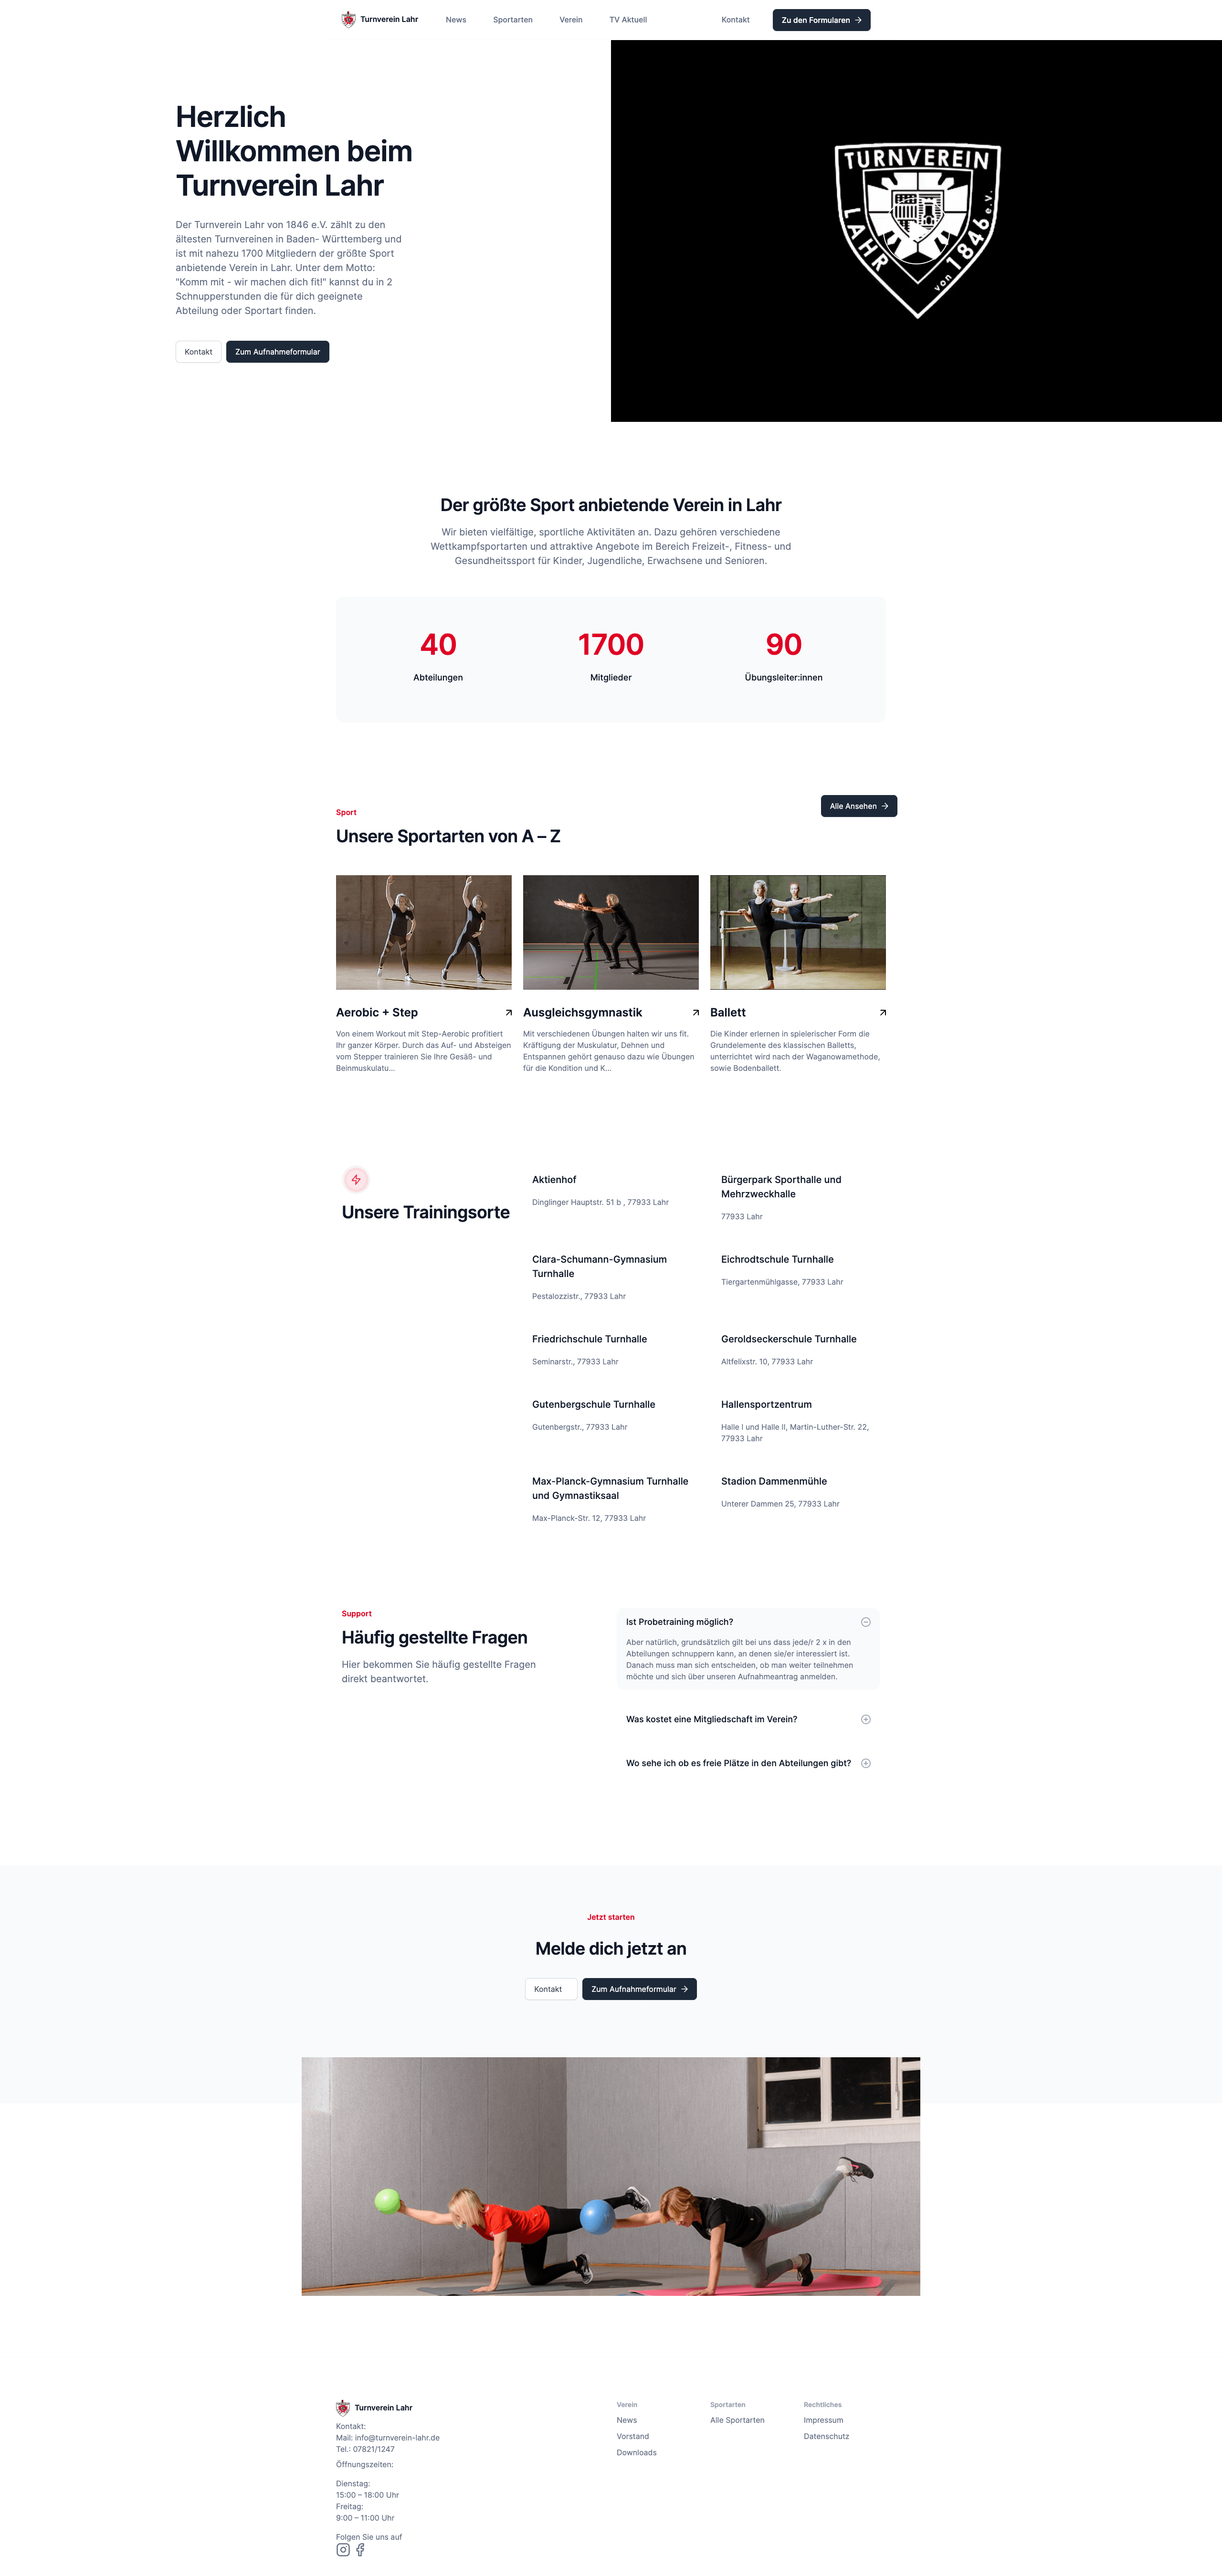 Turnverein Lahr
News
Sportarten
Verein
TV Aktuell
Kontakt
Zu den Formularen
Herzlich
Willkommen beim
Turnverein Lahr
Der Turnverein Lahr von 1846 e.V. zählt zu den
ältesten Turnvereinen in Baden- Württemberg und
ist mit nahezu 1700 Mitgliedern der größte Sport
anbietende Verein in Lahr. Unter dem Motto:
"Komm mit - wir machen dich fit!" kannst du in 2
Schnupperstunden die für dich geeignete
Abteilung oder Sportart finden.
Kontakt
Zum Aufnahmeformular
TURNVEREIN
LAHR
von 1846 e.V.
Der größte Sport anbietende Verein in Lahr
Wir bieten vielfältige, sportliche Aktivitäten an. Dazu gehören verschiedene
Wettkampfsportarten und attraktive Angebote im Bereich Freizeit-, Fitness- und
Gesundheitssport für Kinder, Jugendliche, Erwachsene und Senioren.
40
Abteilungen
1700
Mitglieder
90
Übungsleiter:innen
Sport
Unsere Sportarten von A – Z
Alle Ansehen
Aerobic + Step
Von einem Workout mit Step-Aerobic profitiert
Ihr ganzer Körper. Durch das Auf- und Absteigen
vom Stepper trainieren Sie Ihre Gesäß- und
Beinmuskulatu...
Ausgleichsgymnastik
Mit verschiedenen Übungen halten wir uns fit.
Kräftigung der Muskulatur, Dehnen und
Entspannen gehört genauso dazu wie Übungen
für die Kondition und K...
Ballett
Die Kinder erlernen in spielerischer Form die
Grundelemente des klassischen Balletts,
unterrichtet wird nach der Waganowamethode,
sowie Bodenballett.
Unsere Trainingsorte
Aktienhof
Dinglinger Hauptstr. 51 b , 77933 Lahr
Bürgerpark Sporthalle und
Mehrzweckhalle
77933 Lahr
Clara-Schumann-Gymnasium
Turnhalle
Pestalozzistr., 77933 Lahr
Eichrodtschule Turnhalle
Tiergartenmühlgasse, 77933 Lahr
Friedrichschule Turnhalle
Seminarstr., 77933 Lahr
Geroldseckerschule Turnhalle
Altfelixstr. 10, 77933 Lahr
Gutenbergschule Turnhalle
Gutenbergstr., 77933 Lahr
Hallensportzentrum
Halle I und Halle II, Martin-Luther-Str. 22,
77933 Lahr
Max-Planck-Gymnasium Turnhalle
und Gymnastiksaal
Max-Planck-Str. 12, 77933 Lahr
Stadion Dammenmühle
Unterer Dammen 25, 77933 Lahr
Support
Häufig gestellte Fragen
Hier bekommen Sie häufig gestellte Fragen
direkt beantwortet.
Ist Probetraining möglich?
Aber natürlich, grundsätzlich gilt bei uns dass jede/r 2 x in den
Abteilungen schnuppern kann, an denen sie/er interessiert ist.
Danach muss man sich entscheiden, ob man weiter teilnehmen
möchte und sich über unseren Aufnahmeantrag anmelden.
Was kostet eine Mitgliedschaft im Verein?
Wo sehe ich ob es freie Plätze in den Abteilungen gibt?
Jetzt starten
Melde dich jetzt an
Kontakt
Zum Aufnahmeformular
Turnverein Lahr
Kontakt:
Mail: info@turnverein-lahr.de
Tel.: 07821/1247
Öffnungszeiten:
Dienstag:
15:00 – 18:00 Uhr
Freitag:
9:00 – 11:00 Uhr
Folgen Sie uns auf
Verein
News
Vorstand
Downloads
Sportarten
Alle Sportarten
Rechtliches
Impressum
Datenschutz